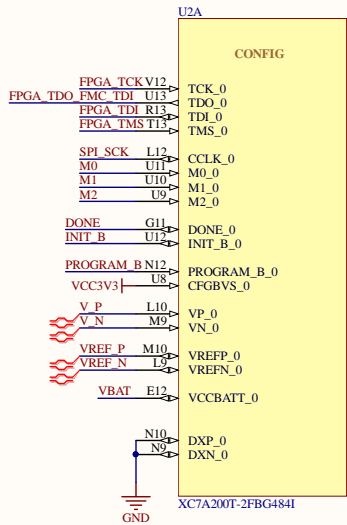 U2A
CONFIG
FPGA_TCK V12 TCK_0
FPGA_TDO_FMC_TDI U13 TDO_0
FPGA_TDI R13 TDI_0
FPGA_TMS T13 TMS_0
SPI_SCK L12 CCLK_0
M0 U11 M0_0
M1 U10 M1_0
M2 U9 M2_0
DONE G11 DONE_0
INIT_B U12 INIT_B_0
PROGRAM_B N12 PROGRAM_B_0
VCC3V3 U8 CFGBVS_0
V_P L10 VP_0
V_N M9 VN_0
VREF_P M10 VREFP_0
VREF_N L9 VREFN_0
VBAT E12 VCCBATT_0
N10 DXP_0
N9 DXN_0
GND
XC7A200T-2FBG484I